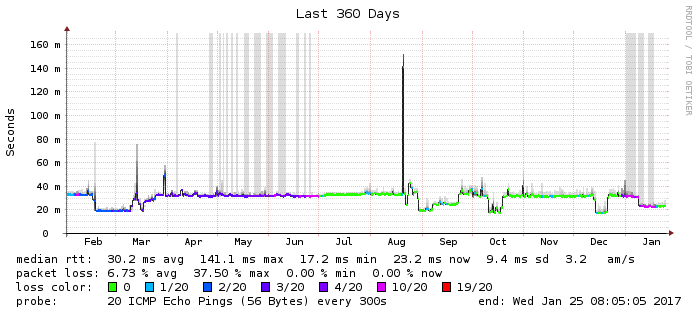 Last 360 Days
RRDTOOL / TOBI OETIKER
Seconds
160 m
140 m
120 m
100 m
80 m
60 m
40 m
20 m
0
Feb Mar Apr May Jun Jul Aug Sep Oct Nov Dec Jan
median rtt: 30.2 ms avg 141.1 ms max 17.2 ms min 23.2 ms now 9.4 ms sd 3.2 am/s
packet loss: 6.73 % avg 37.50 % max 0.00 % min 0.00 % now
loss color: 0 1/20 2/20 3/20 4/20 10/20 19/20
probe: 20 ICMP Echo Pings (56 Bytes) every 300s end: Wed Jan 25 08:05:05 2017